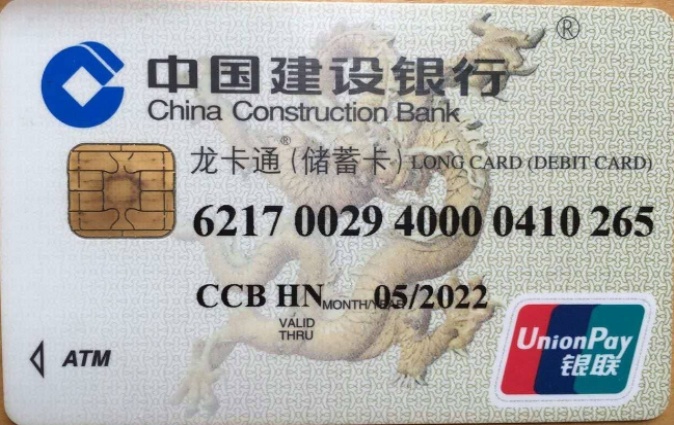 ®
中国建设银行
China Construction Bank
龙卡通®(储蓄卡) LONG CARD (DEBIT CARD)
6217 0029 4000 0410 265
CCB HN MONTH/YEAR 05/2022
VALID
THRU
ATM
UnionPay
银联